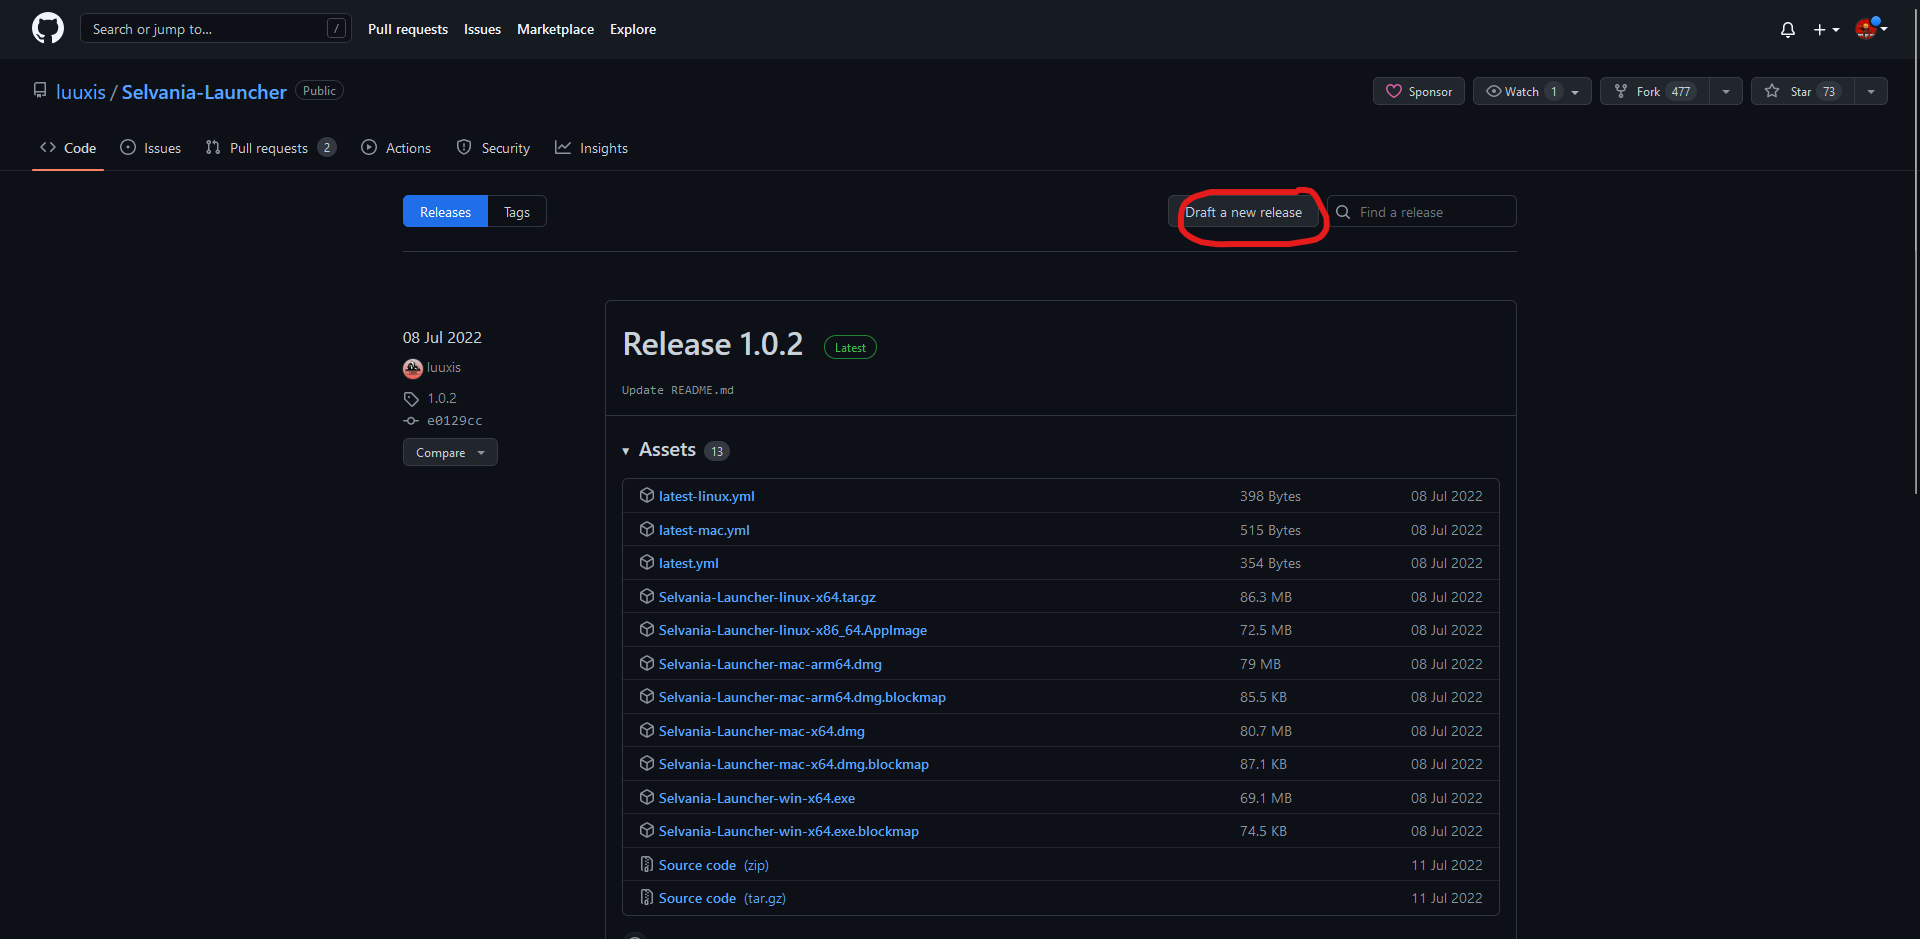 Search or jump to... /
Pull requests Issues Marketplace Explore
luuxis / Selvania-Launcher Public
Sponsor Watch 1 Fork 477 Star 73
Code Issues Pull requests 2 Actions Security Insights
Releases Tags
Draft a new release Find a release
08 Jul 2022
luuxis
1.0.2
e0129cc
Compare
Release 1.0.2 Latest
Update README.md
Assets 13
latest-linux.yml 398 Bytes 08 Jul 2022
latest-mac.yml 515 Bytes 08 Jul 2022
latest.yml 354 Bytes 08 Jul 2022
Selvania-Launcher-linux-x64.tar.gz 86.3 MB 08 Jul 2022
Selvania-Launcher-linux-x86_64.AppImage 72.5 MB 08 Jul 2022
Selvania-Launcher-mac-arm64.dmg 79 MB 08 Jul 2022
Selvania-Launcher-mac-arm64.dmg.blockmap 85.5 KB 08 Jul 2022
Selvania-Launcher-mac-x64.dmg 80.7 MB 08 Jul 2022
Selvania-Launcher-mac-x64.dmg.blockmap 87.1 KB 08 Jul 2022
Selvania-Launcher-win-x64.exe 69.1 MB 08 Jul 2022
Selvania-Launcher-win-x64.exe.blockmap 74.5 KB 08 Jul 2022
Source code (zip) 11 Jul 2022
Source code (tar.gz) 11 Jul 2022